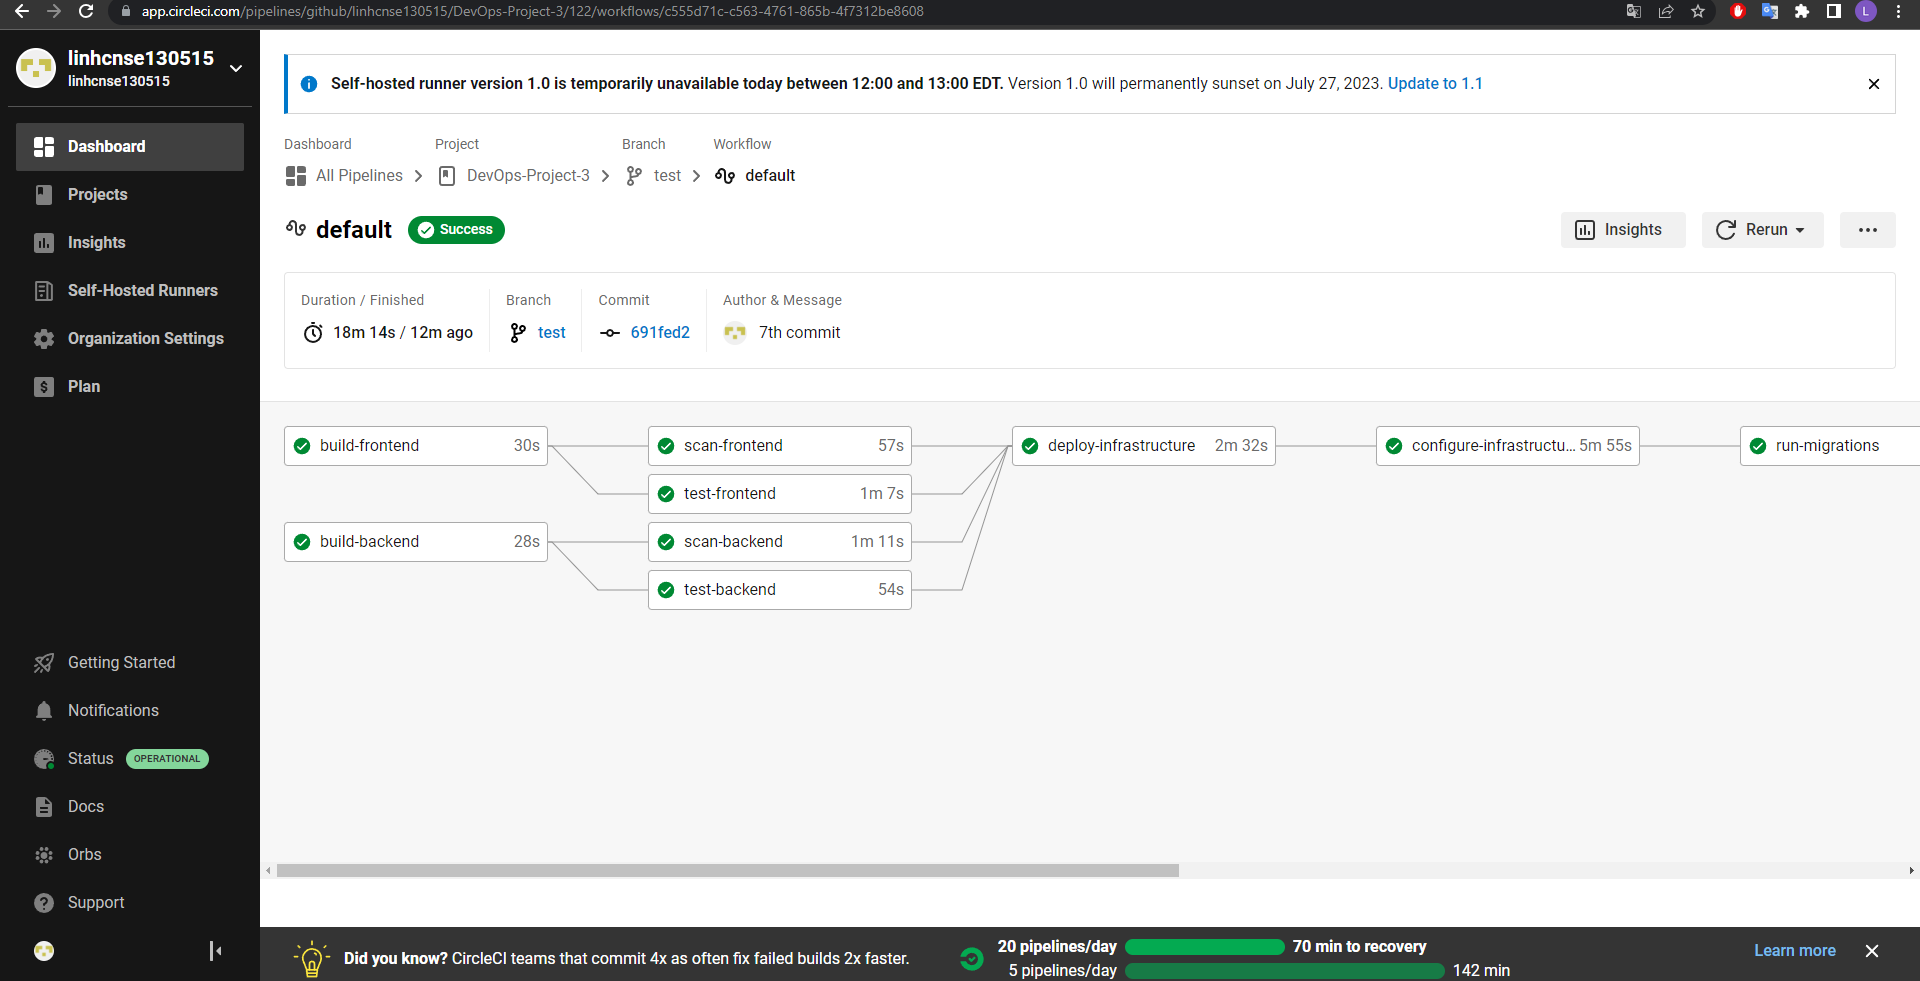 app.circleci.com/pipelines/github/linhcnse130515/DevOps-Project-3/122/workflows/c555d71c-c563-4761-865b-4f7312be8608
L
linhcnse130515
linhcnse130515
Dashboard
Projects
Insights
Self-Hosted Runners
Organization Settings
Plan
Getting Started
Notifications
Status OPERATIONAL
Docs
Orbs
Support
Self-hosted runner version 1.0 is temporarily unavailable today between 12:00 and 13:00 EDT. Version 1.0 will permanently sunset on July 27, 2023. Update to 1.1
Dashboard Project Branch Workflow
All Pipelines DevOps-Project-3 test default
default Success
Insights Rerun
Duration / Finished Branch Commit Author & Message
18m 14s / 12m ago test 691fed2 7th commit
build-frontend 30s scan-frontend 57s deploy-infrastructure 2m 32s configure-infrastructu... 5m 55s run-migrations
test-frontend 1m 7s
build-backend 28s scan-backend 1m 11s
test-backend 54s
Did you know? CircleCI teams that commit 4x as often fix failed builds 2x faster.
20 pipelines/day 70 min to recovery
5 pipelines/day 142 min
Learn more